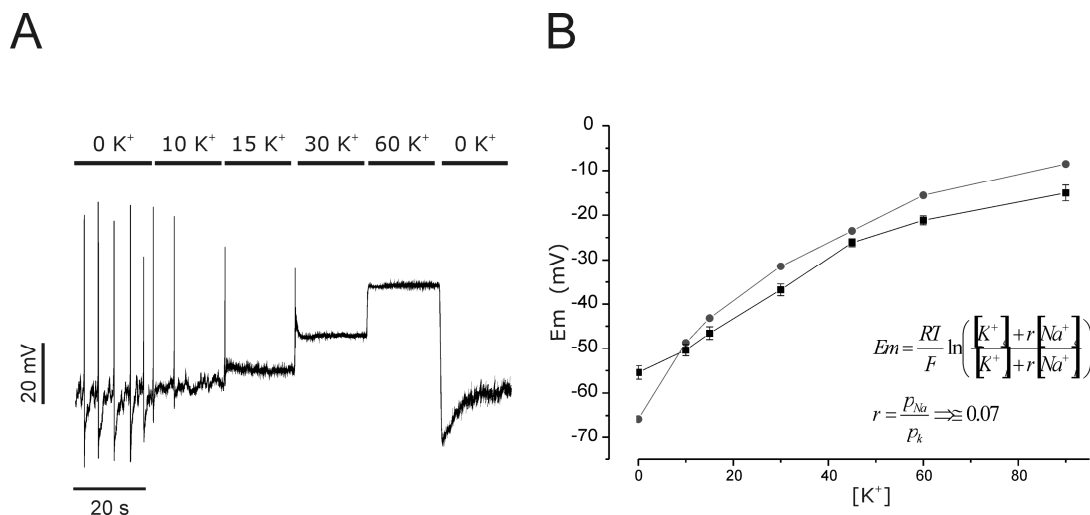 A
B
0 K⁺ 10 K⁺ 15 K⁺ 30 K⁺ 60 K⁺ 0 K⁺
20 mV
20 s
0
-10
-20
-30
-40
-50
-60
-70
Em (mV)
0 20 40 60 80
[K⁺]
Em = RT/F ln([K⁺] + r[Na⁺] / [K⁺] + r[Na⁺])
r = pNa/pk ⇒≅ 0.07